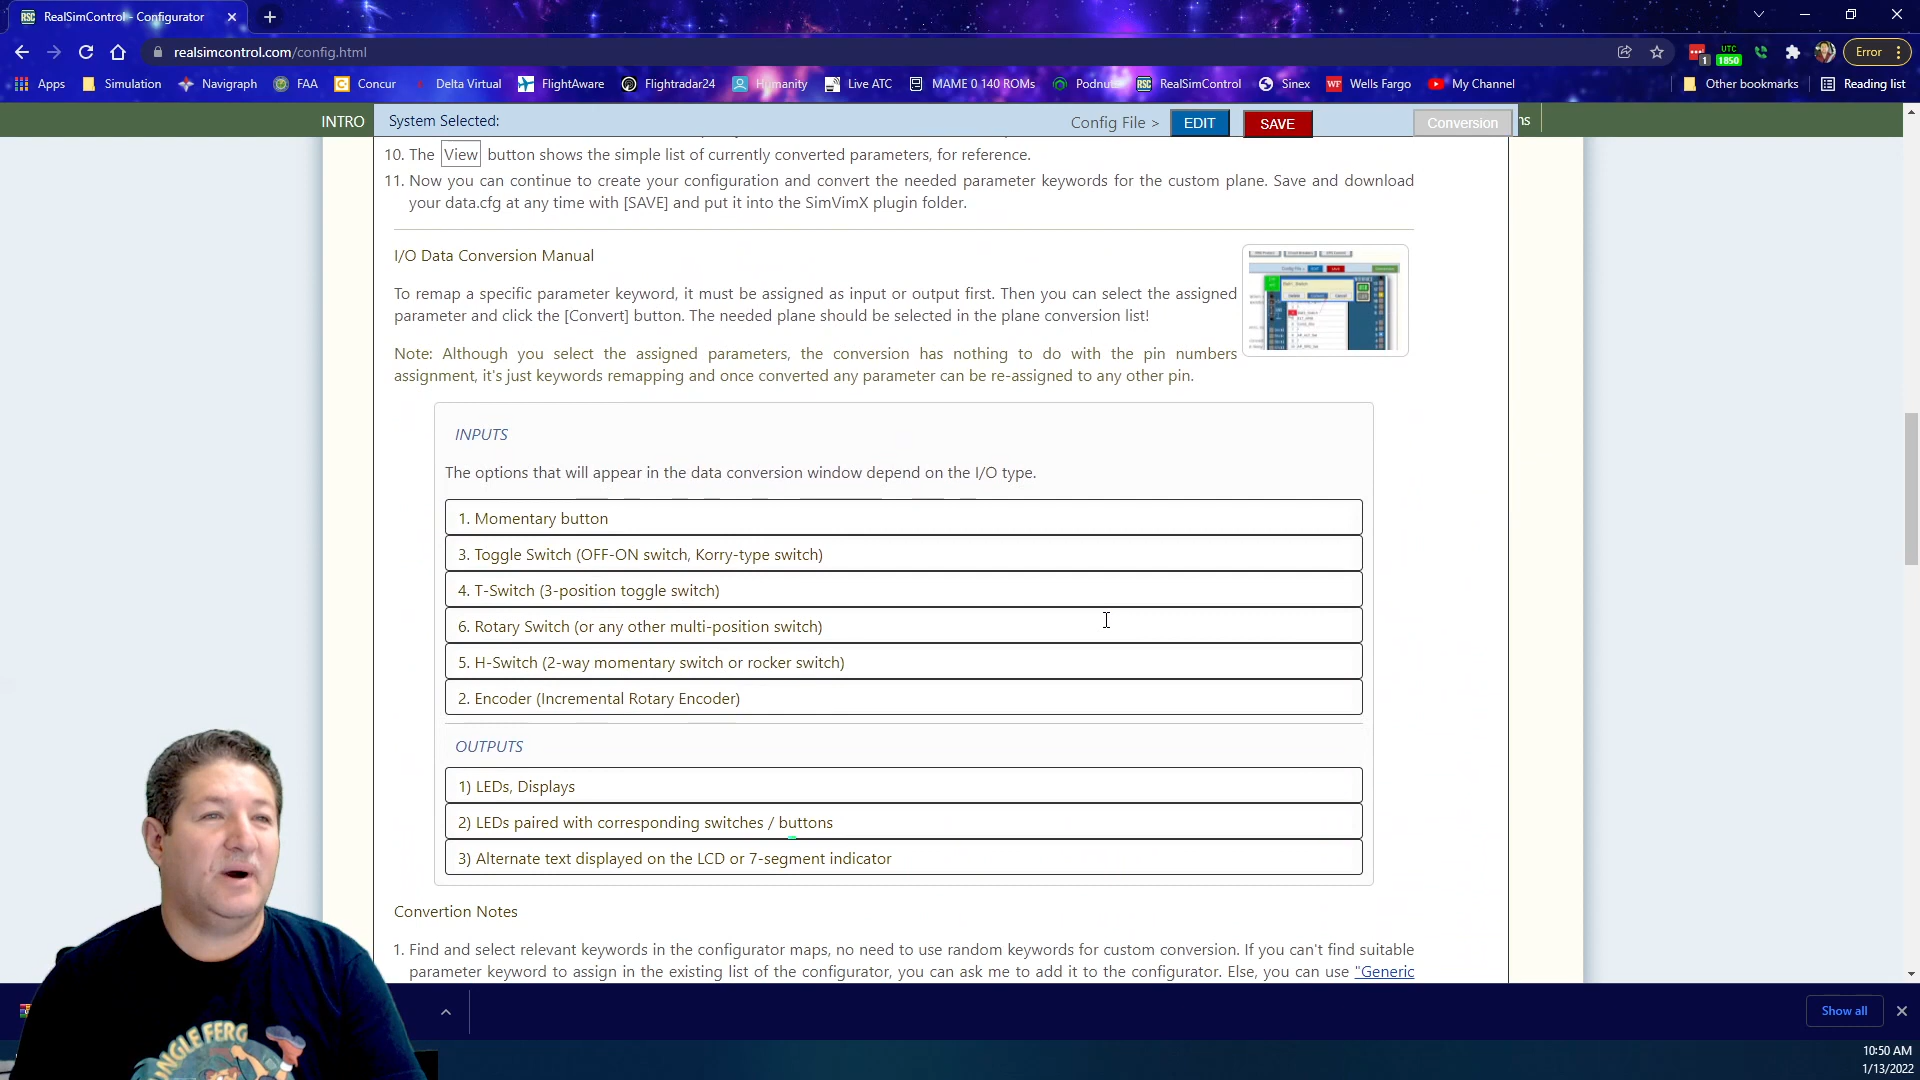 RealSimControl - Configurator
realsimcontrol.com/config.html
UTC
1
1850
Error
Apps
Simulation
Navigraph
FAA
Concur
Delta Virtual
FlightAware
Flightradar24
Humanity
Live ATC
MAME 0 140 ROMs
RealSimControl
Sinex
Wells Fargo
My Channel
Other bookmarks
Reading list
INTRO
System Selected:
Config File >
EDIT
SAVE
Conversion
ns
10. The View button shows the simple list of currently converted parameters, for reference.
11. Now you can continue to create your configuration and convert the needed parameter keywords for the custom plane. Save and download
your data.cfg at any time with [SAVE] and put it into the SimVimX plugin folder.
I/O Data Conversion Manual
To remap a specific parameter keyword, it must be assigned as input or output first. Then you can select the assigned
parameter and click the [Convert] button. The needed plane should be selected in the plane conversion list!
Note: Although you select the assigned parameters, the conversion has nothing to do with the pin numbers
assignment, it's just keywords remapping and once converted any parameter can be re-assigned to any other pin.
INPUTS
The options that will appear in the data conversion window depend on the I/O type.
1. Momentary button
3. Toggle Switch (OFF-ON switch, Korry-type switch)
4. T-Switch (3-position toggle switch)
6. Rotary Switch (or any other multi-position switch)
5. H-Switch (2-way momentary switch or rocker switch)
2. Encoder (Incremental Rotary Encoder)
OUTPUTS
1) LEDs, Displays
2) LEDs paired with corresponding switches / buttons
3) Alternate text displayed on the LCD or 7-segment indicator
Convertion Notes
1. Find and select relevant keywords in the configurator maps, no need to use random keywords for custom conversion. If you can't find suitable
parameter keyword to assign in the existing list of the configurator, you can ask me to add it to the configurator. Else, you can use "Generic
Show all
10:50 AM
1/13/2022